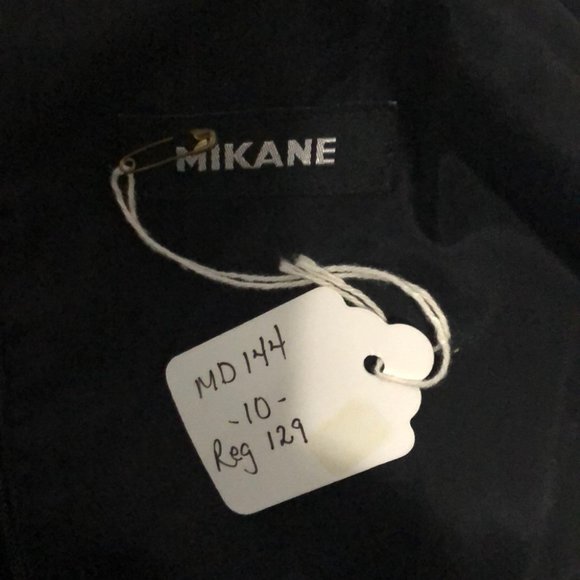 MIKANE
MD 144
-10-
Reg 129